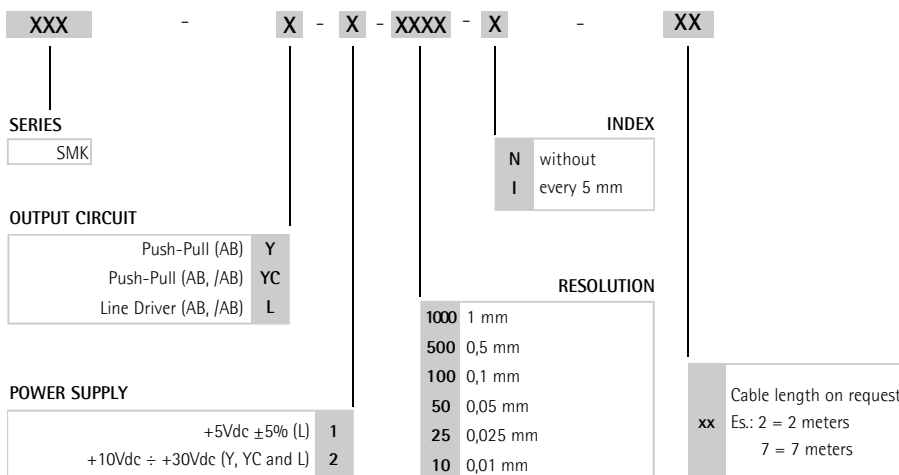 XXX - X - X - XXXX - X - XX
SERIES
SMK
INDEX
N without
I every 5 mm
OUTPUT CIRCUIT
Push-Pull (AB) Y
Push-Pull (AB, /AB) YC
Line Driver (AB, /AB) L
RESOLUTION
1000 1 mm
500 0,5 mm
100 0,1 mm
50 0,05 mm
25 0,025 mm
10 0,01 mm
POWER SUPPLY
+5Vdc ±5% (L) 1
+10Vdc ÷ +30Vdc (Y, YC and L) 2
xx
Cable length on request
Es.: 2 = 2 meters
7 = 7 meters